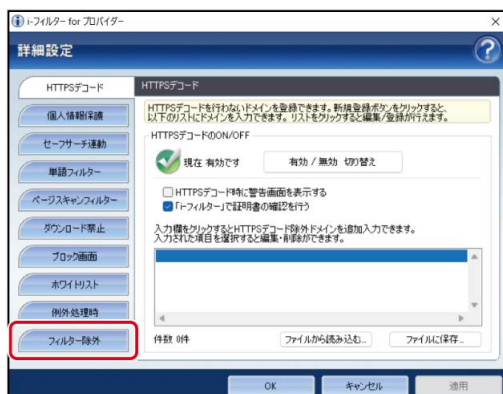 i-フィルター for プロバイダー
詳細設定
HTTPSデコード
個人情報保護
セーフサーチ連動
単語フィルター
ページスキャンフィルター
ダウンロード禁止
ブロック画面
ホワイトリスト
例外処理時
フィルター除外
HTTPSデコード
HTTPSデコードを行わないドメインを登録できます。新規登録ボタンをクリックすると、
以下のリストにドメインを入力できます。リストをクリックすると編集/登録が行えます。
HTTPSデコードのON/OFF
現在 有効です
有効 / 無効 切り替え
HTTPSデコード時に警告画面を表示する
「i-フィルター」で証明書の確認を行う
入力欄をクリックするとHTTPSデコード除外ドメインを追加入力できます。
入力された項目を選択すると編集・削除ができます。
件数 0件
ファイルから読み込む...
ファイルに保存...
OK
キャンセル
適用